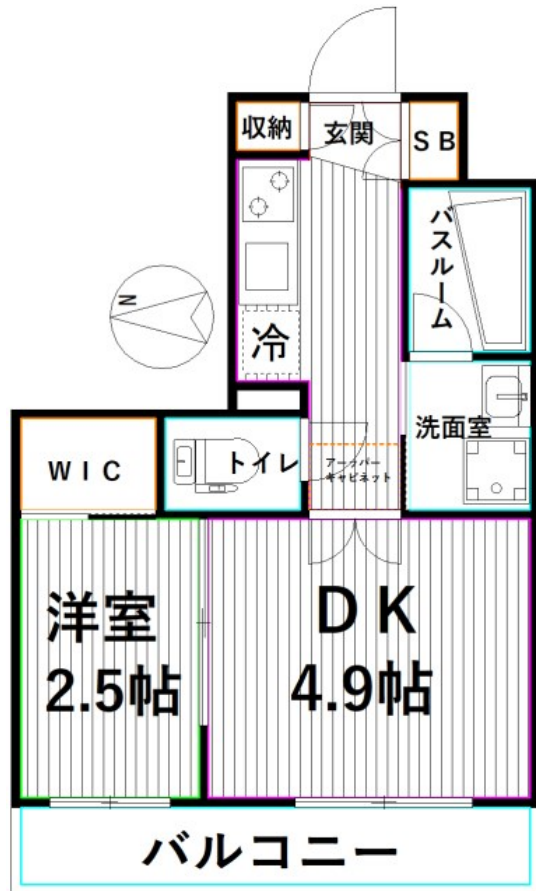 収納
玄関
SB
バスルーム
N
冷
洗面室
WIC
トイレ
アーッパー
キャビネット
洋室
2.5帖
DK
4.9帖
バルコニー